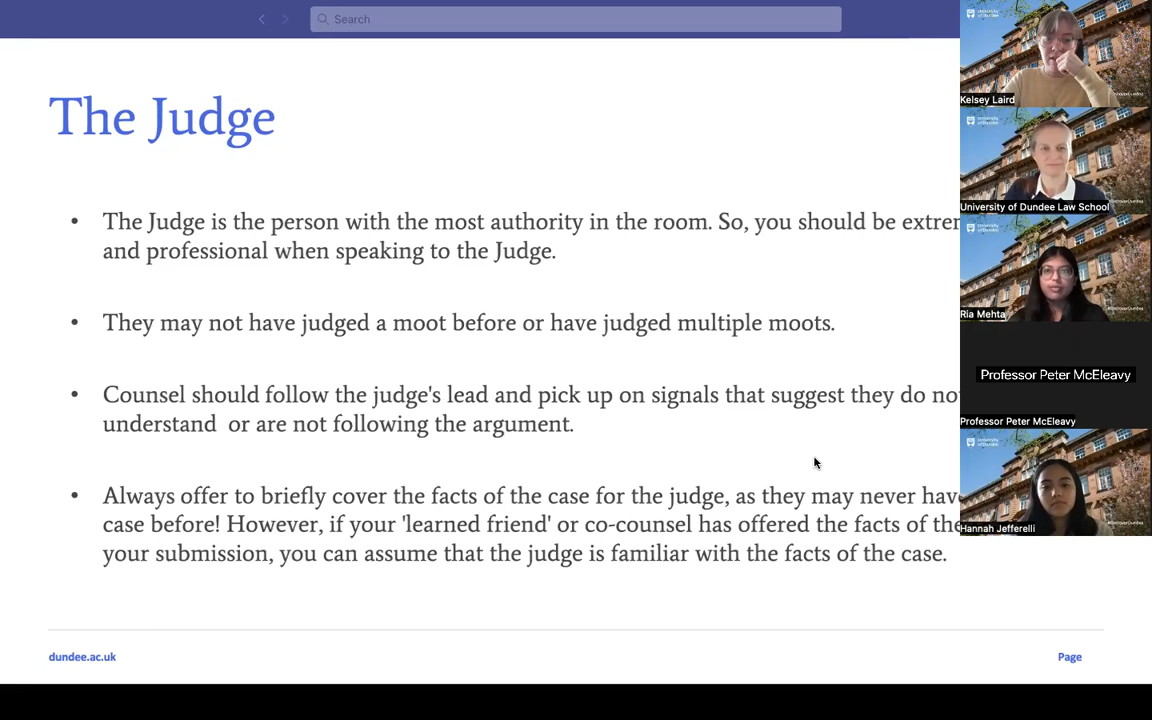 Search
The Judge
• The Judge is the person with the most authority in the room. So, you should be
and professional when speaking to the Judge.
• They may not have judged a moot before or have judged multiple moots.
• Counsel should follow the judge's lead and pick up on signals that suggest they do
understand or are not following the argument.
• Always offer to briefly cover the facts of the case for the judge, as they may never
case before! However, if your 'learned friend' or co-counsel has offered the facts of
your submission, you can assume that the judge is familiar with the facts of the case.
dundee.ac.uk
Page
Kelsey Laird
University of Dundee Law School
Ria Mehta
Professor Peter McEleavy
Professor Peter McEleavy
Hannah Jefferelli